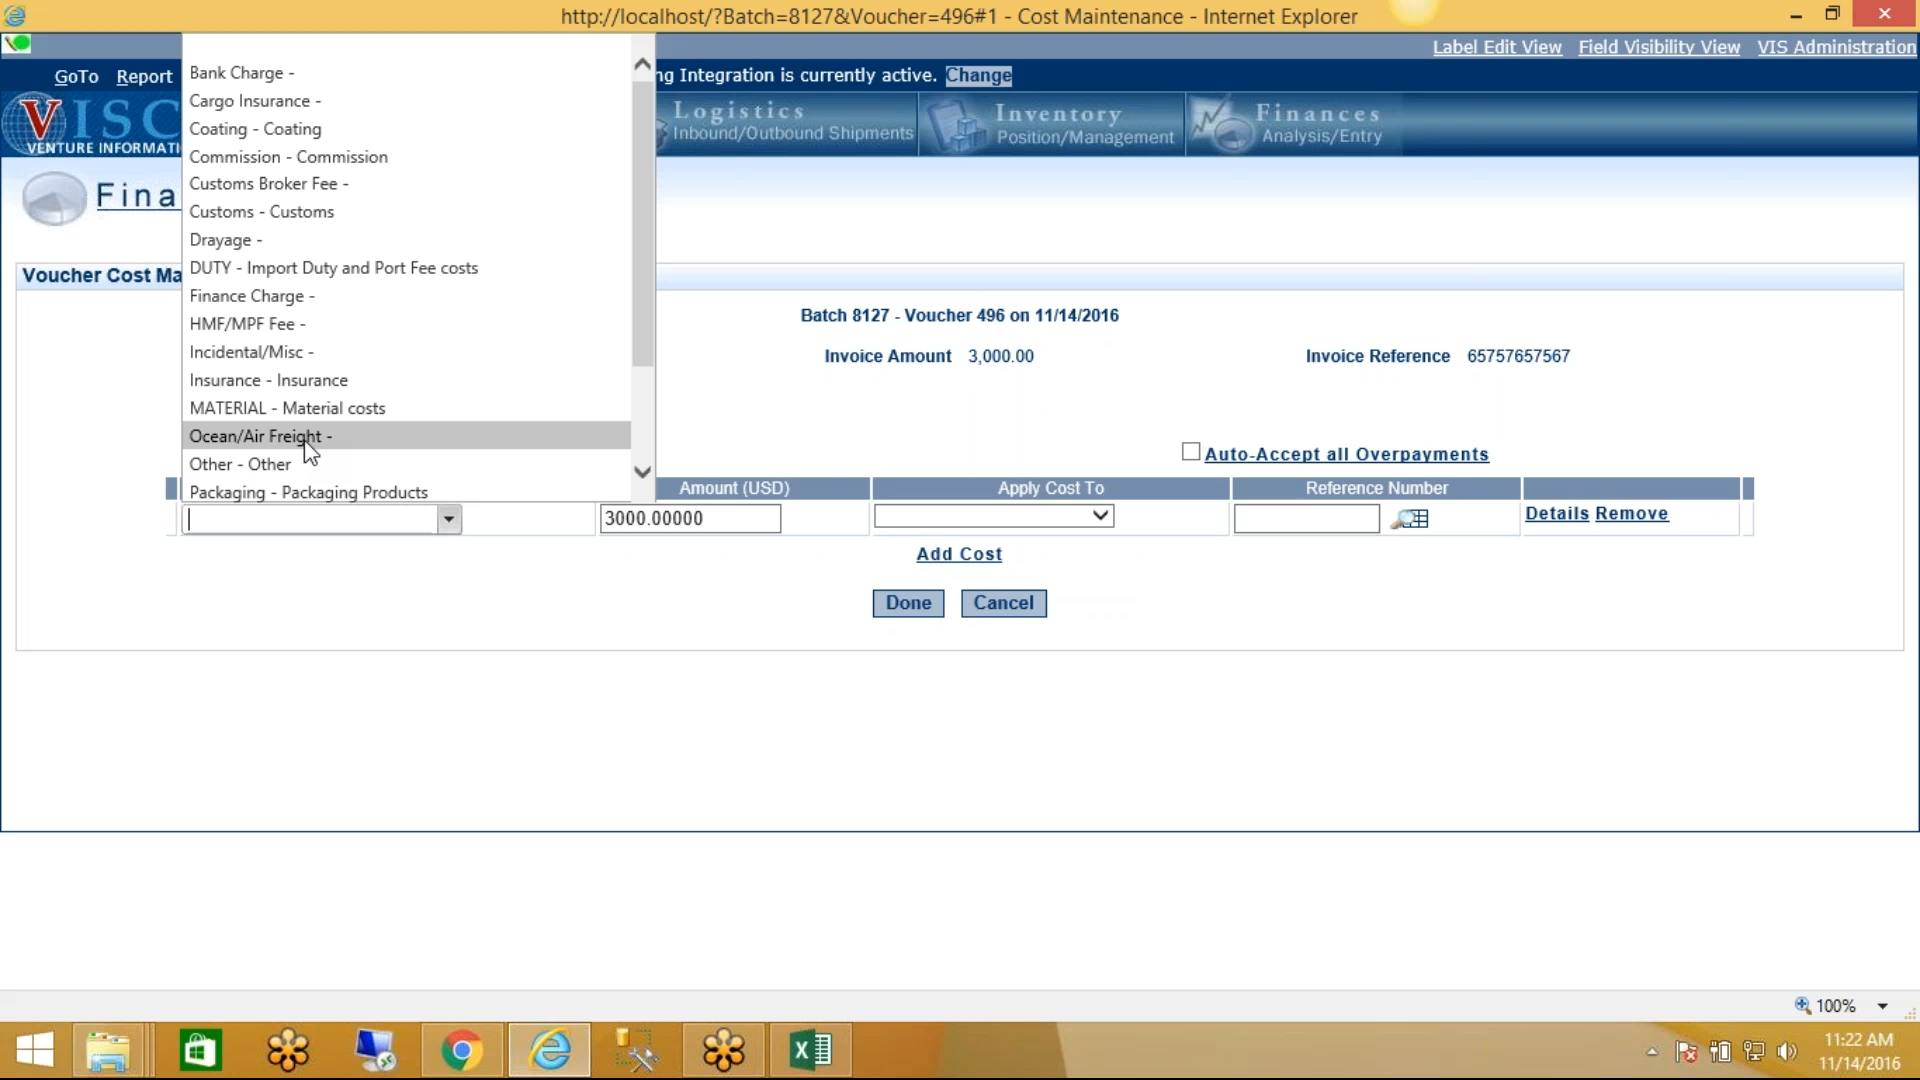 http://localhost/?Batch=8127&Voucher=496#1 - Cost Maintenance - Internet Explorer
Label Edit View Field Visibility View VIS Administration
GoTo Report ng Integration is currently active. Change
VISC
VENTURE INFORMATI
Logistics
Inbound/Outbound Shipments
Inventory
Position/Management
Finances
Analysis/Entry
Fina
Bank Charge -
Cargo Insurance -
Coating - Coating
Commission - Commission
Customs Broker Fee -
Customs - Customs
Drayage -
DUTY - Import Duty and Port Fee costs
Finance Charge -
HMF/MPF Fee -
Incidental/Misc -
Insurance - Insurance
MATERIAL - Material costs
Ocean/Air Freight -
Other - Other
Packaging - Packaging Products
Voucher Cost Ma
Batch 8127 - Voucher 496 on 11/14/2016
Invoice Amount 3,000.00 Invoice Reference 65757657567
Auto-Accept all Overpayments
Amount (USD) Apply Cost To Reference Number
3000.00000 Details Remove
Add Cost
Done Cancel
100%
11:22 AM
11/14/2016